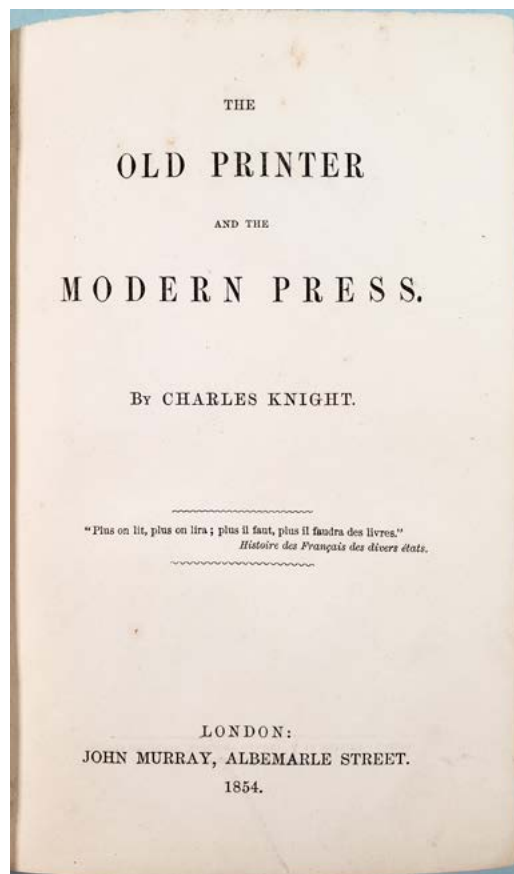 THE
OLD PRINTER
AND THE
MODERN PRESS.
By CHARLES KNIGHT.
"Plus on lit, plus on lira ; plus il faut, plus il faudra des livres."
Histoire des Français des divers états.
LONDON:
JOHN MURRAY, ALBEMARLE STREET.
1854.